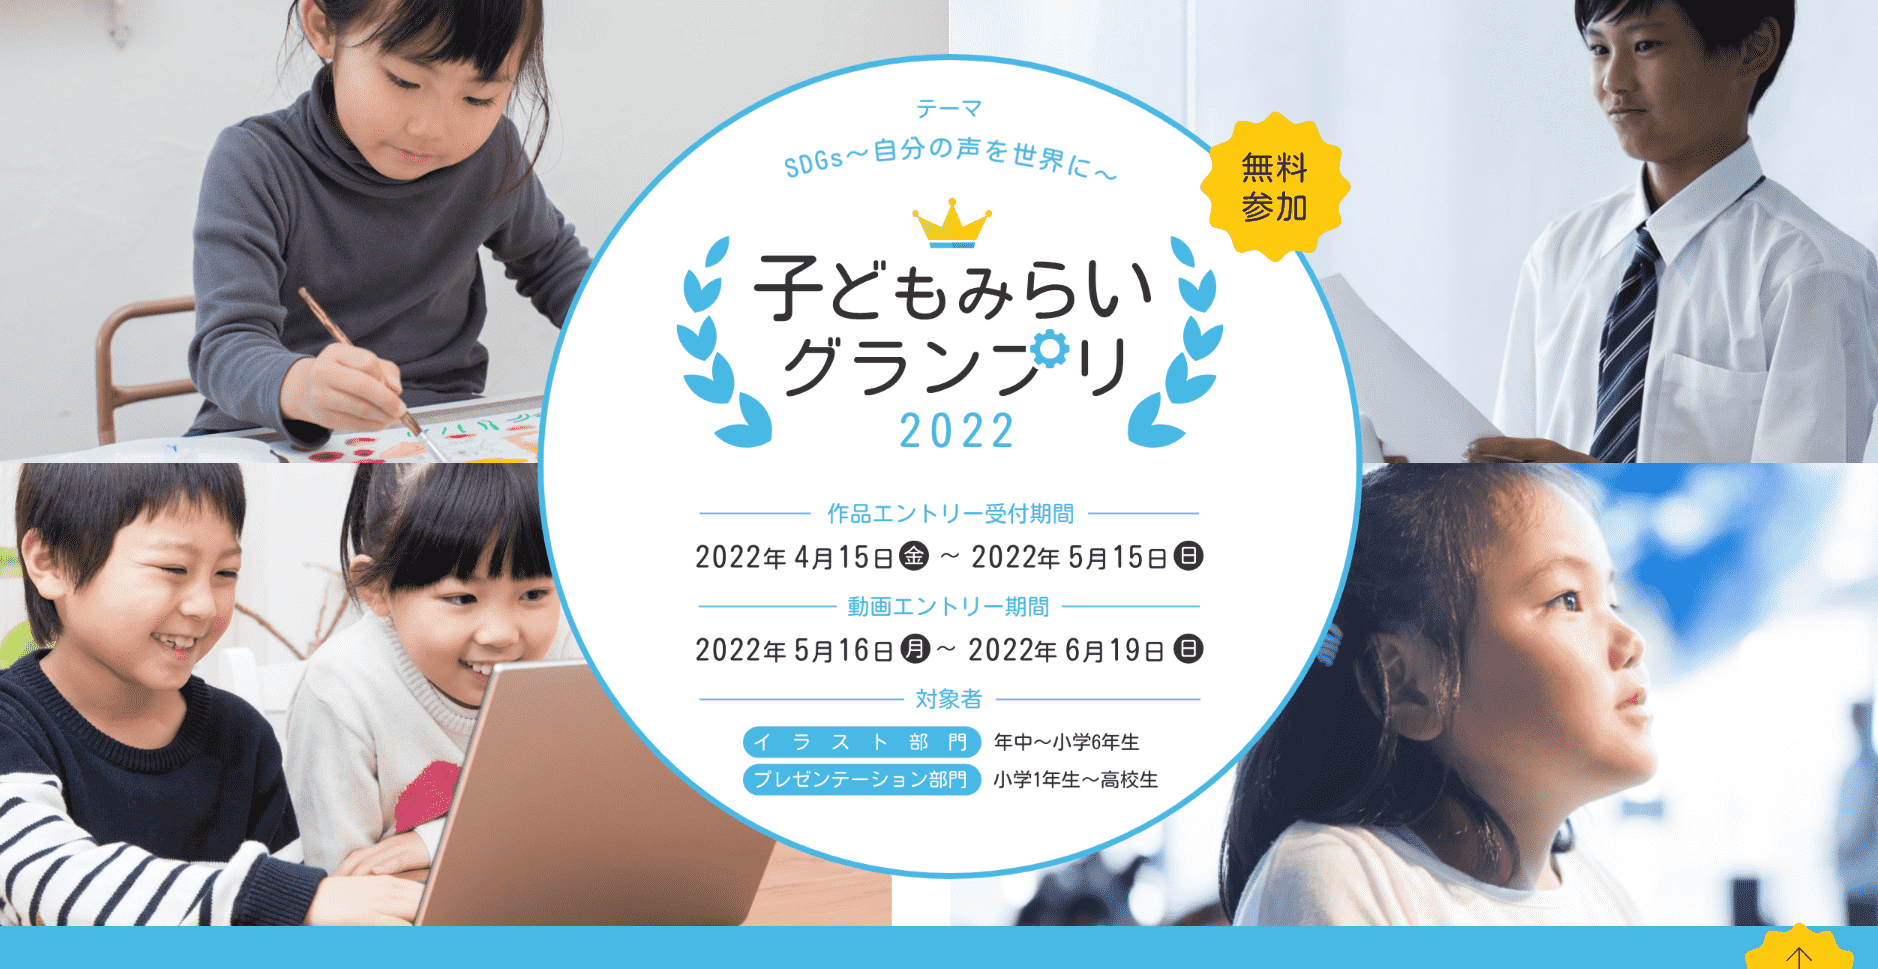 テーマ
SDGs～自分の声を世界に～
無料
参加
子どもみらい
グランプリ
2022
作品エントリー受付期間
2022年 4月15日 金 ～ 2022年 5月15日 日
動画エントリー期間
2022年 5月16日 月 ～ 2022年 6月19日 日
対象者
イラスト部門 年中～小学6年生
プレゼンテーション部門 小学1年生～高校生